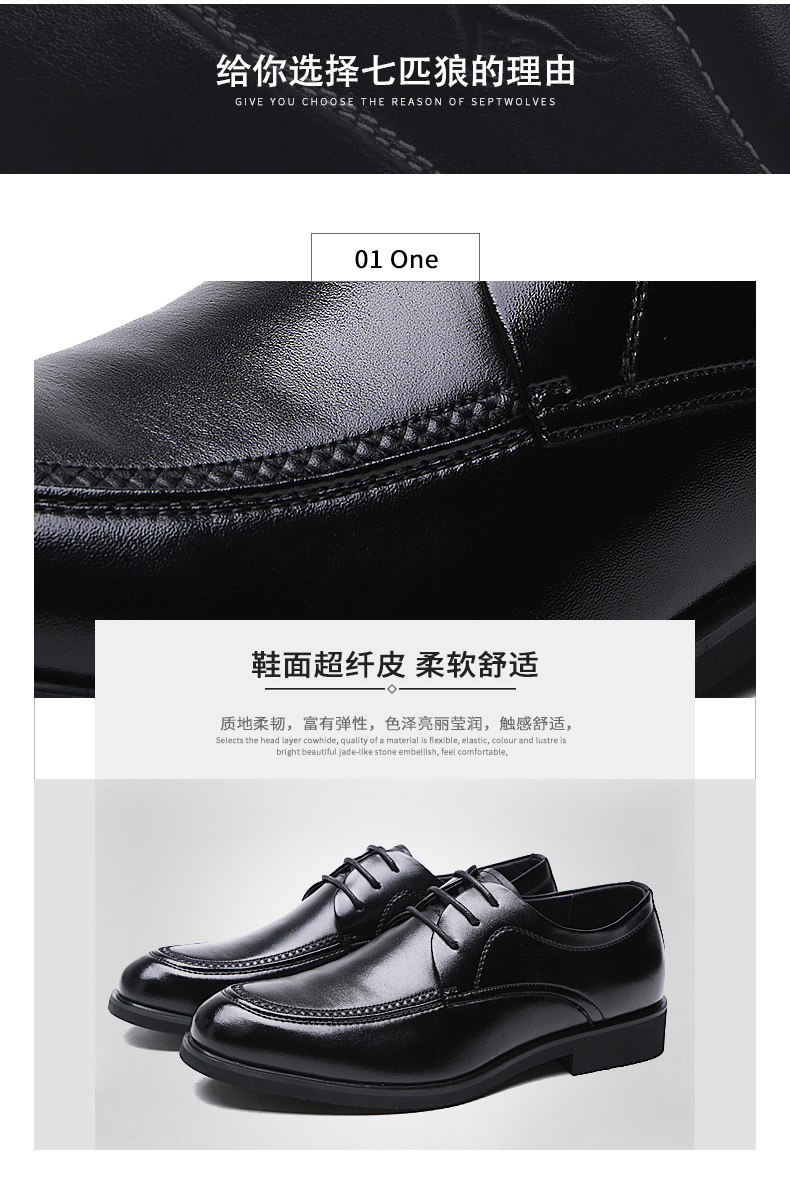 给你选择七匹狼的理由
GIVE YOU CHOOSE THE REASON OF SEPTWOLVES
01 One
鞋面超纤皮 柔软舒适
质地柔韧，富有弹性，色泽亮丽莹润，触感舒适，
Selects the head layer cowhide, quality of a material is flexible, elastic, colour and lustre is
bright beautiful jade-like stone embellish, feel comfortable,